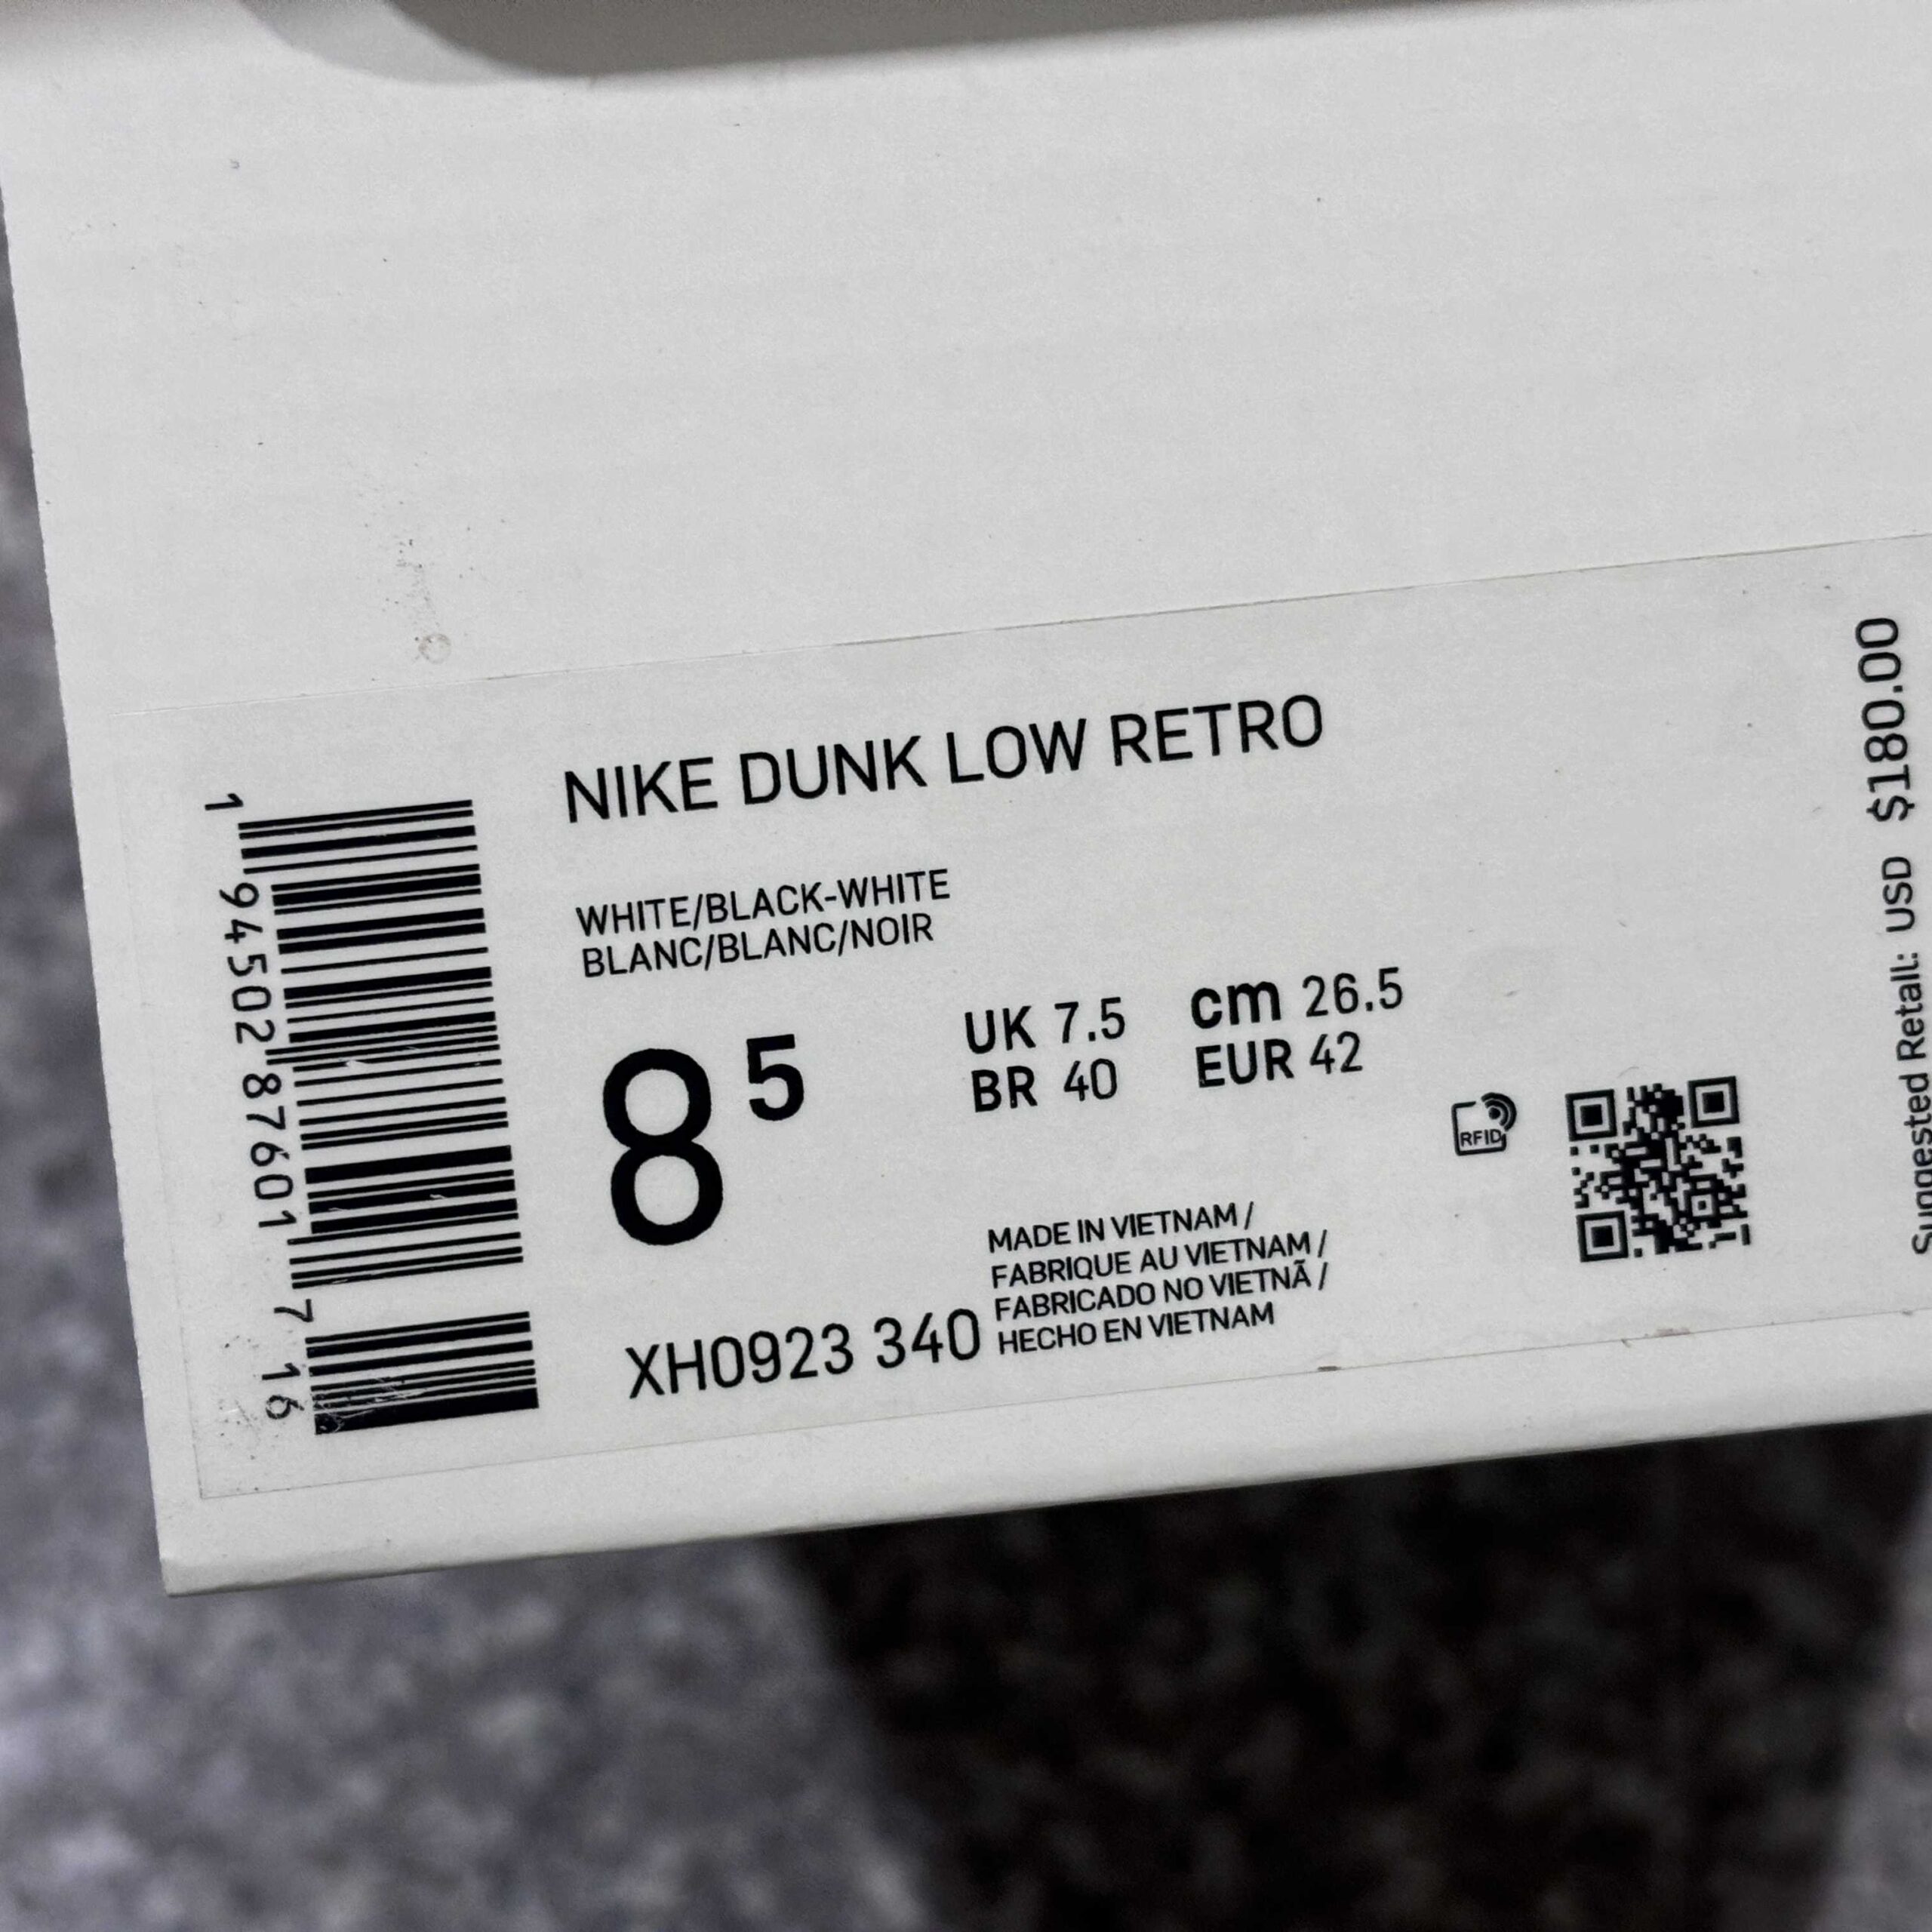 NIKE DUNK LOW RETRO
WHITE/BLACK-WHITE
BLANC/BLANC/NOIR
8 5
UK 7.5 cm 26.5
BR 40 EUR 42
RFID
MADE IN VIETNAM /
FABRIQUE AU VIETNAM /
FABRICADO NO VIETNÃ /
HECHO EN VIETNAM
XH0923 340
1 94502 87601 7 16
Suggested Retail: USD $180.00